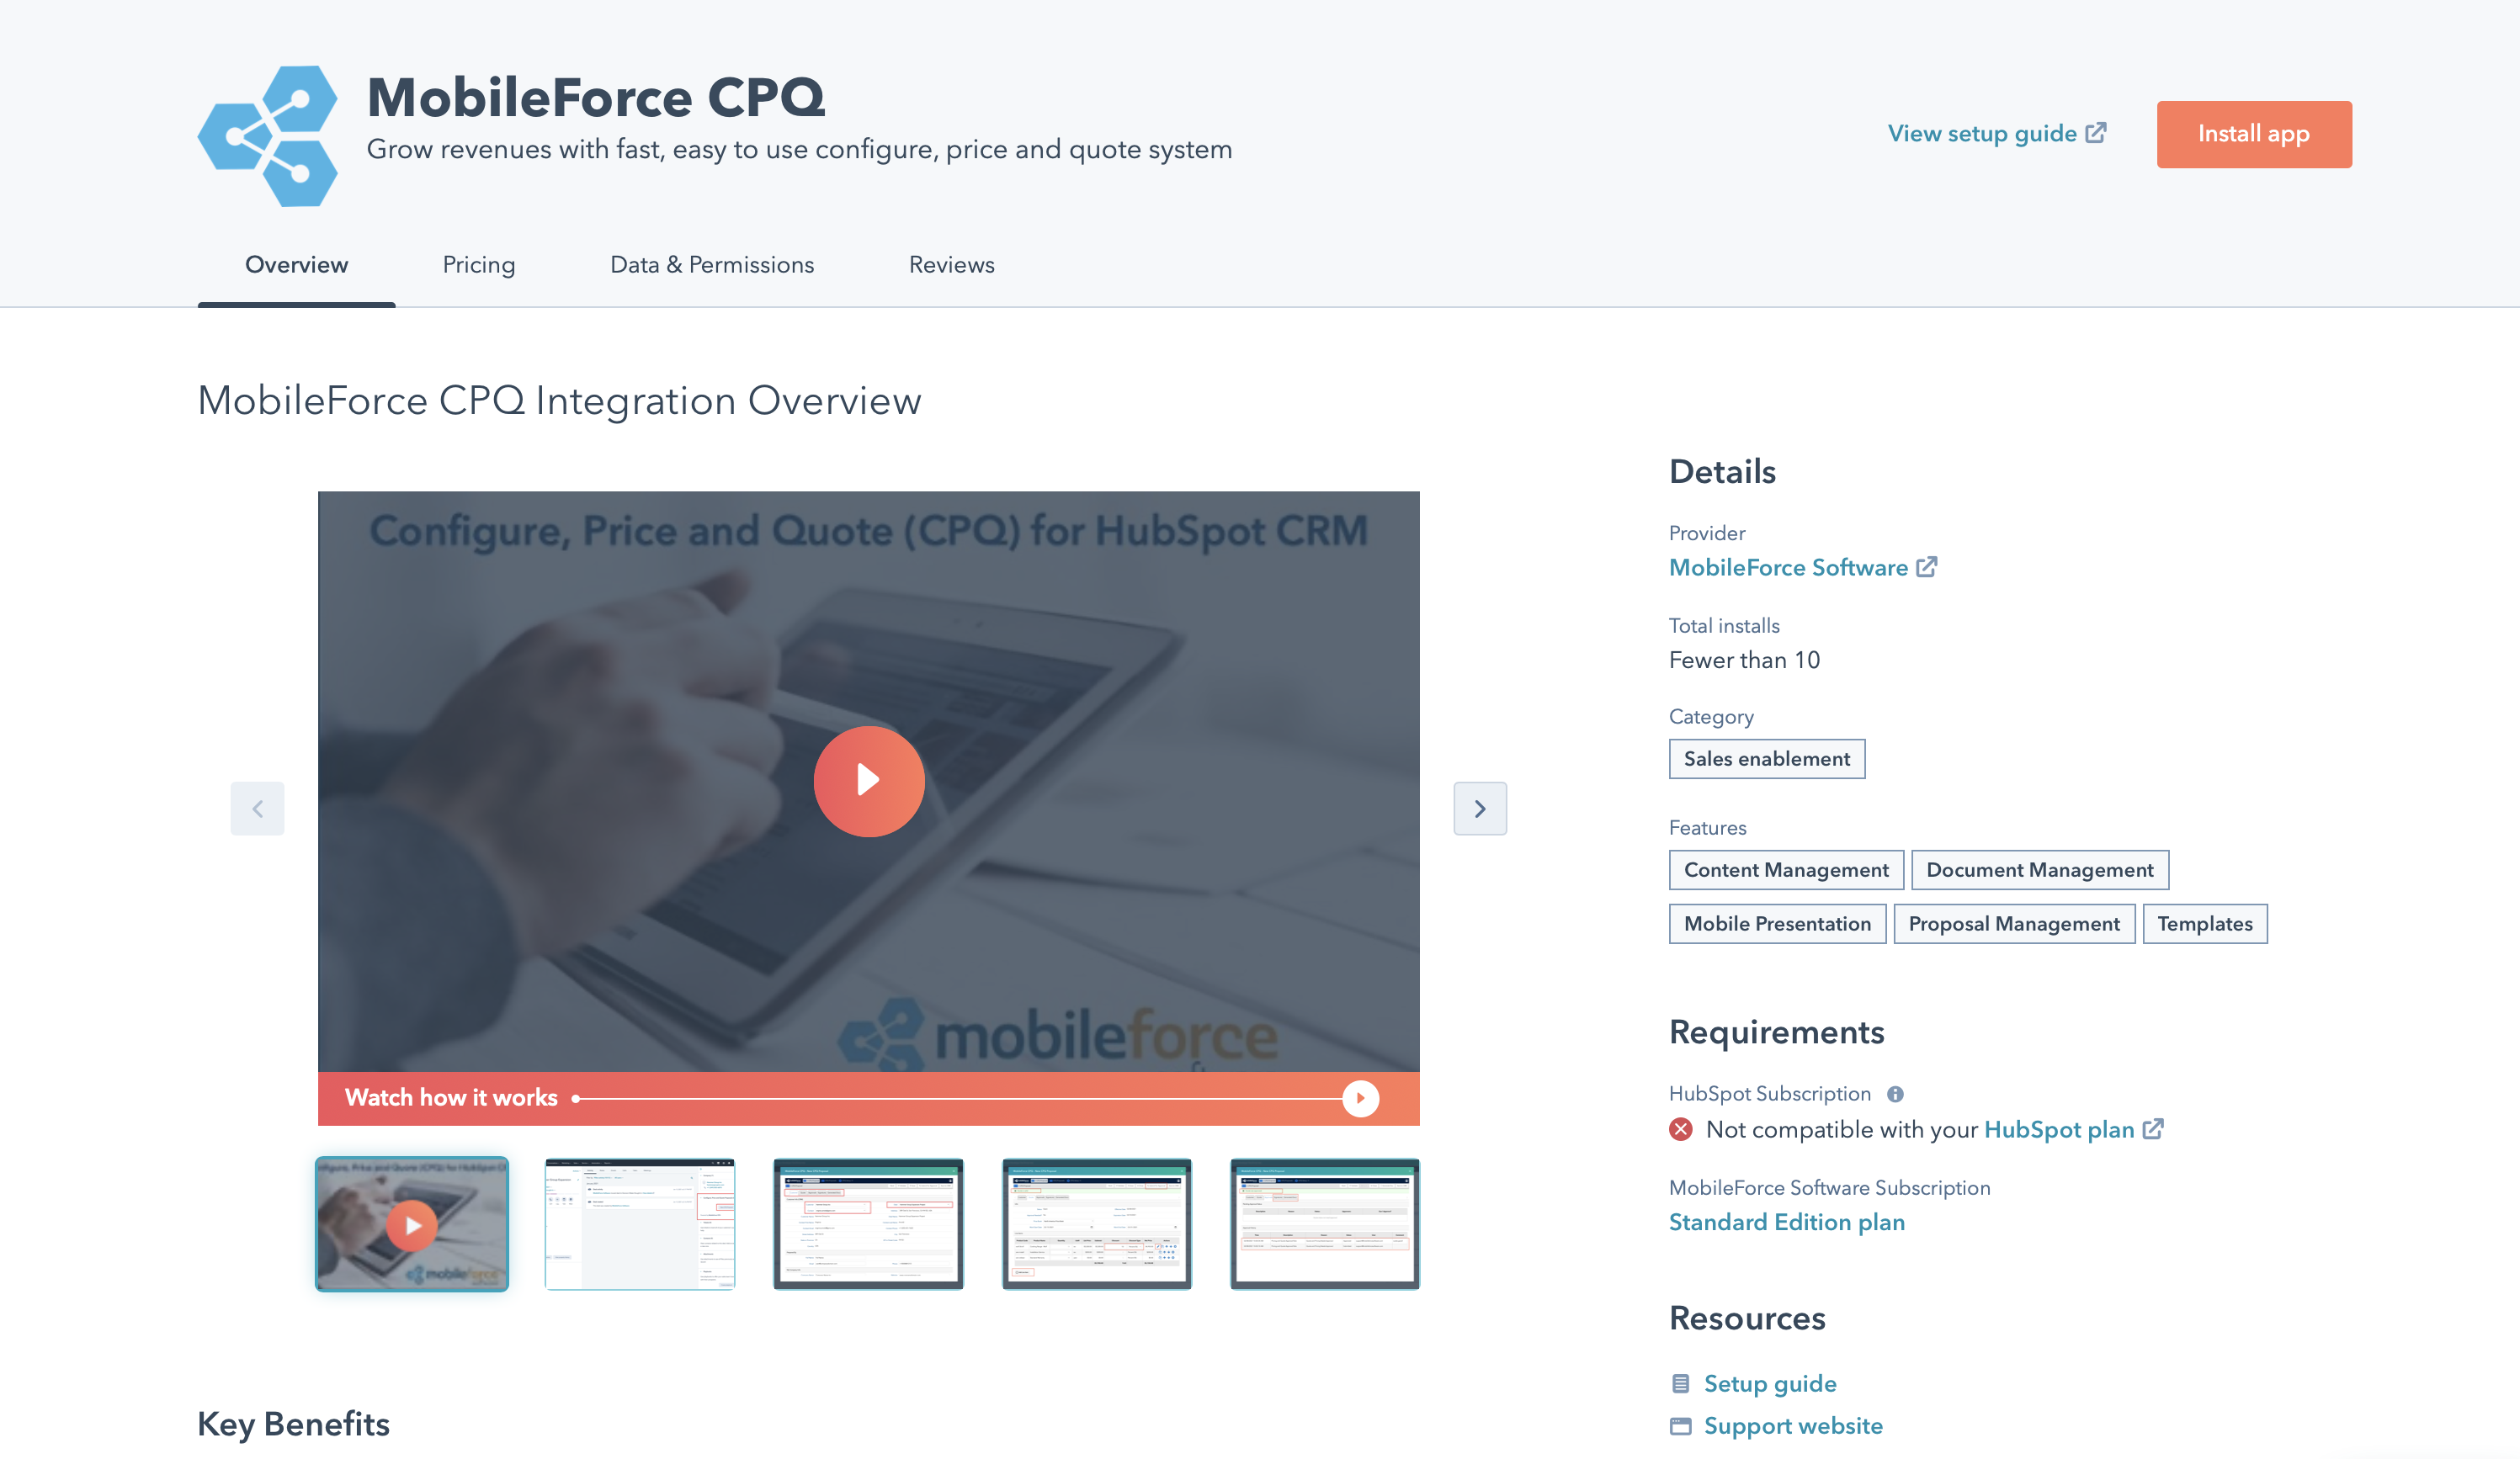 MobileForce CPQ
Grow revenues with fast, easy to use configure, price and quote system
View setup guide
Install app
Overview
Pricing
Data & Permissions
Reviews
MobileForce CPQ Integration Overview
Configure, Price and Quote (CPQ) for HubSpot CRM
mobileforce
Watch how it works
Key Benefits
Details
Provider
MobileForce Software
Total installs
Fewer than 10
Category
Sales enablement
Features
Content Management
Document Management
Mobile Presentation
Proposal Management
Templates
Requirements
HubSpot Subscription
Not compatible with your HubSpot plan
MobileForce Software Subscription
Standard Edition plan
Resources
Setup guide
Support website